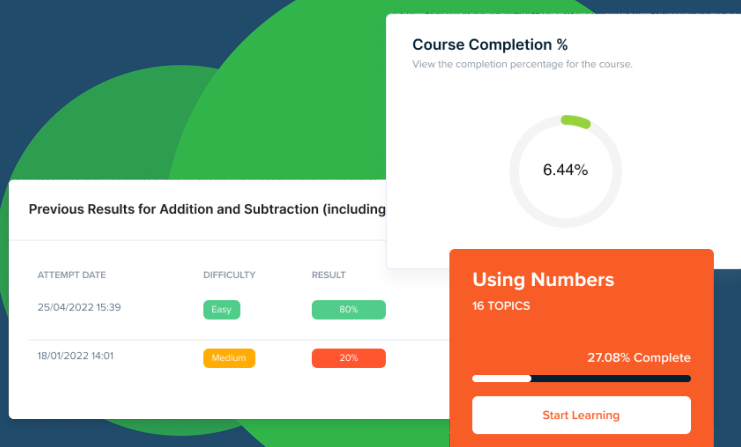 Course Completion %
View the completion percentage for the course.
6.44%
Previous Results for Addition and Subtraction (including
ATTEMPT DATE DIFFICULTY RESULT
25/04/2022 15:39 Easy 80%
18/01/2022 14:01 Medium 20%
Using Numbers
16 TOPICS
27.08% Complete
Start Learning